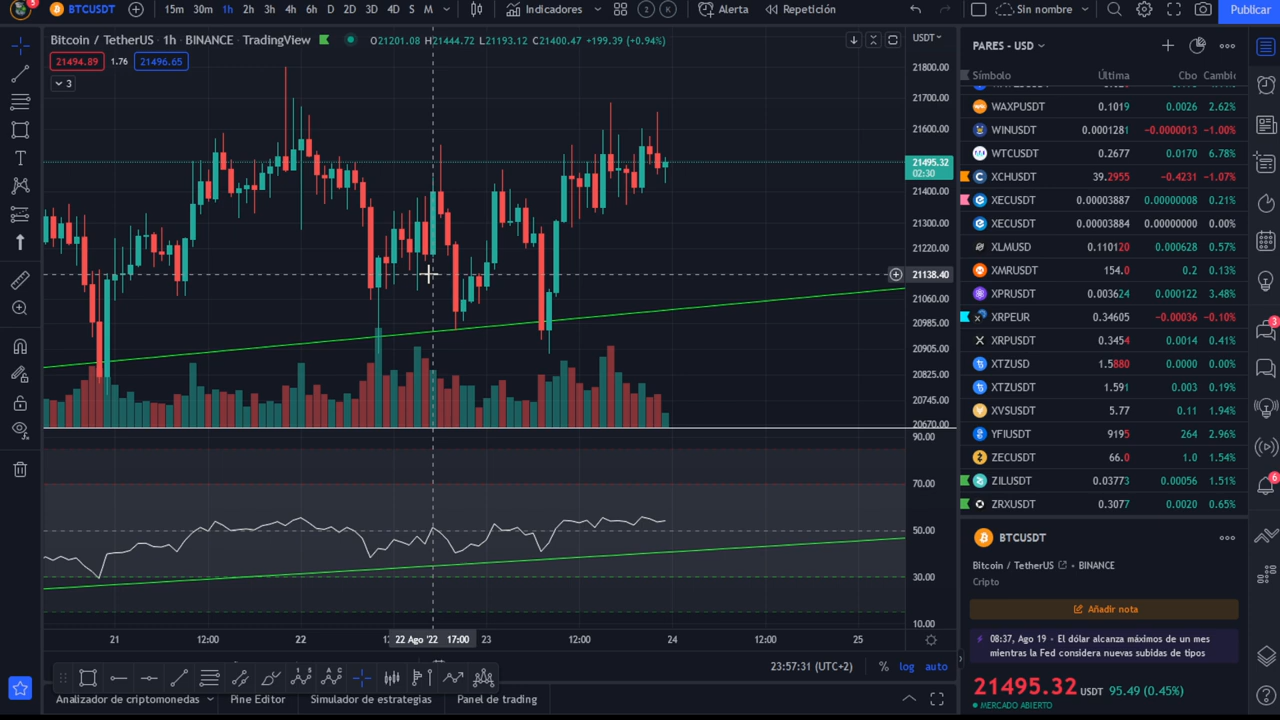 5
BTCUSDT 15m 30m 1h 2h 3h 4h 6h D 2D 3D 4D S M Indicadores 2 A Alerta Repetición Sin nombre Publicar
Bitcoin / TetherUS · 1h · BINANCE · TradingView O21201.08 H21444.72 L21193.12 C21400.47 +199.39 (+0.94%) USDT
21494.89 1.76 21496.65
3
21800.00
21700.00
21600.00
21495.32
02:30
21400.00
21300.00
21220.00
21138.40
21060.00
20985.00
20905.00
20825.00
20745.00
20670.00
90.00
70.00
50.00
30.00
10.00
21 12:00 22 22 Ago '22 17:00 23 12:00 24 12:00 25
23:57:31 (UTC+2) % log auto
Analizador de criptomonedas Pine Editor Simulador de estrategias Panel de trading
PARES - USD
Símbolo Última Cbo Cambic
WAXPUSDT 0.1019 0.0026 2.62%
WINUSDT 0.0001281 -0.0000013 -1.00%
WTCUSDT 0.2677 0.0170 6.78%
XCHUSDT 39.2955 -0.4231 -1.07%
XECUSDT 0.00003887 0.00000008 0.21%
XECUSDT 0.00003884 0.00000000 0.00%
XLMUSD 0.110120 0.000628 0.57%
XMRUSDT 154.0 0.2 0.13%
XPRUSDT 0.003624 0.000122 3.48%
XRPEUR 0.34605 -0.00036 -0.10%
XRPUSDT 0.3454 0.0014 0.41%
XTZUSD 1.5880 0.0000 0.00%
XTZUSDT 1.591 0.003 0.19%
XVSUSDT 5.77 0.11 1.94%
YFIUSDT 9195 264 2.96%
ZECUSDT 66.0 1.0 1.54%
ZILUSDT 0.03773 0.00056 1.51%
ZRXUSDT 0.3077 0.0020 0.65%
BTCUSDT
Bitcoin / TetherUS • BINANCE
Cripto
Añadir nota
08:37, Ago 19 • El dólar alcanza máximos de un mes
mientras la Fed considera nuevas subidas de tipos
21495.32 USDT 95.49 (0.45%)
MERCADO ABIERTO
3
6